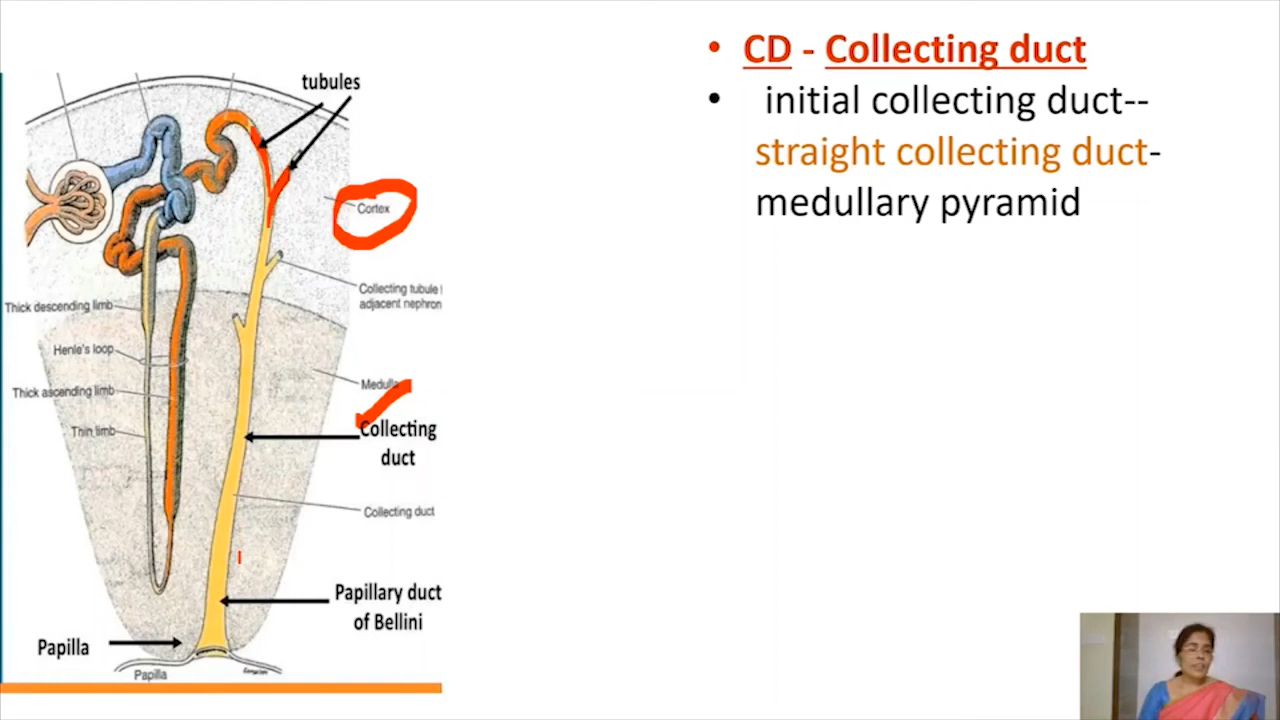 • CD - Collecting duct
• initial collecting duct--
straight collecting duct-
medullary pyramid
tubules
Cortex
Collecting tubule
adjacent nephron
Thick descending limb
Henle's loop
Medulla
Thick ascending limb
Collecting
duct
Thin limb
Collecting duct
Papillary duct
of Bellini
Papilla
Papilla